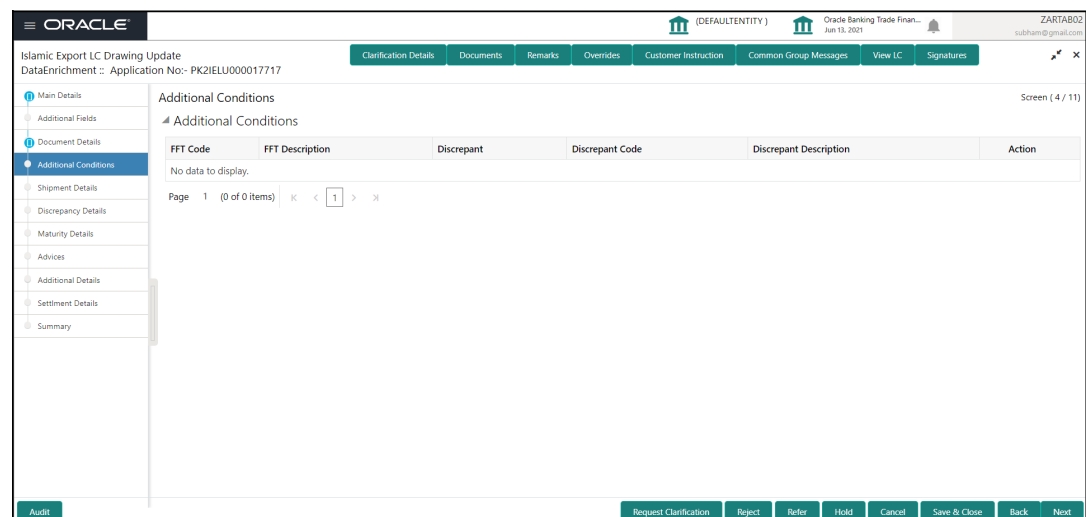 ORACLE
(DEFAULTENTITY )
Oracle Banking Trade Finan...
Jun 13, 2021
ZARTAB02
subham@gmail.com
Islamic Export LC Drawing Update
DataEnrichment :: Application No:- PK2IELU000017717
Clarification Details
Documents
Remarks
Overrides
Customer Instruction
Common Group Messages
View LC
Signatures
Main Details
Additional Fields
Document Details
Additional Conditions
Shipment Details
Discrepancy Details
Maturity Details
Advices
Additional Details
Settlment Details
Summary
Additional Conditions
Screen ( 4 / 11)
Additional Conditions
FFT Code FFT Description Discrepant Discrepant Code Discrepant Description Action
No data to display.
Page 1 (0 of 0 items) K < 1 > >|
Audit
Request Clarification
Reject
Refer
Hold
Cancel
Save & Close
Back
Next